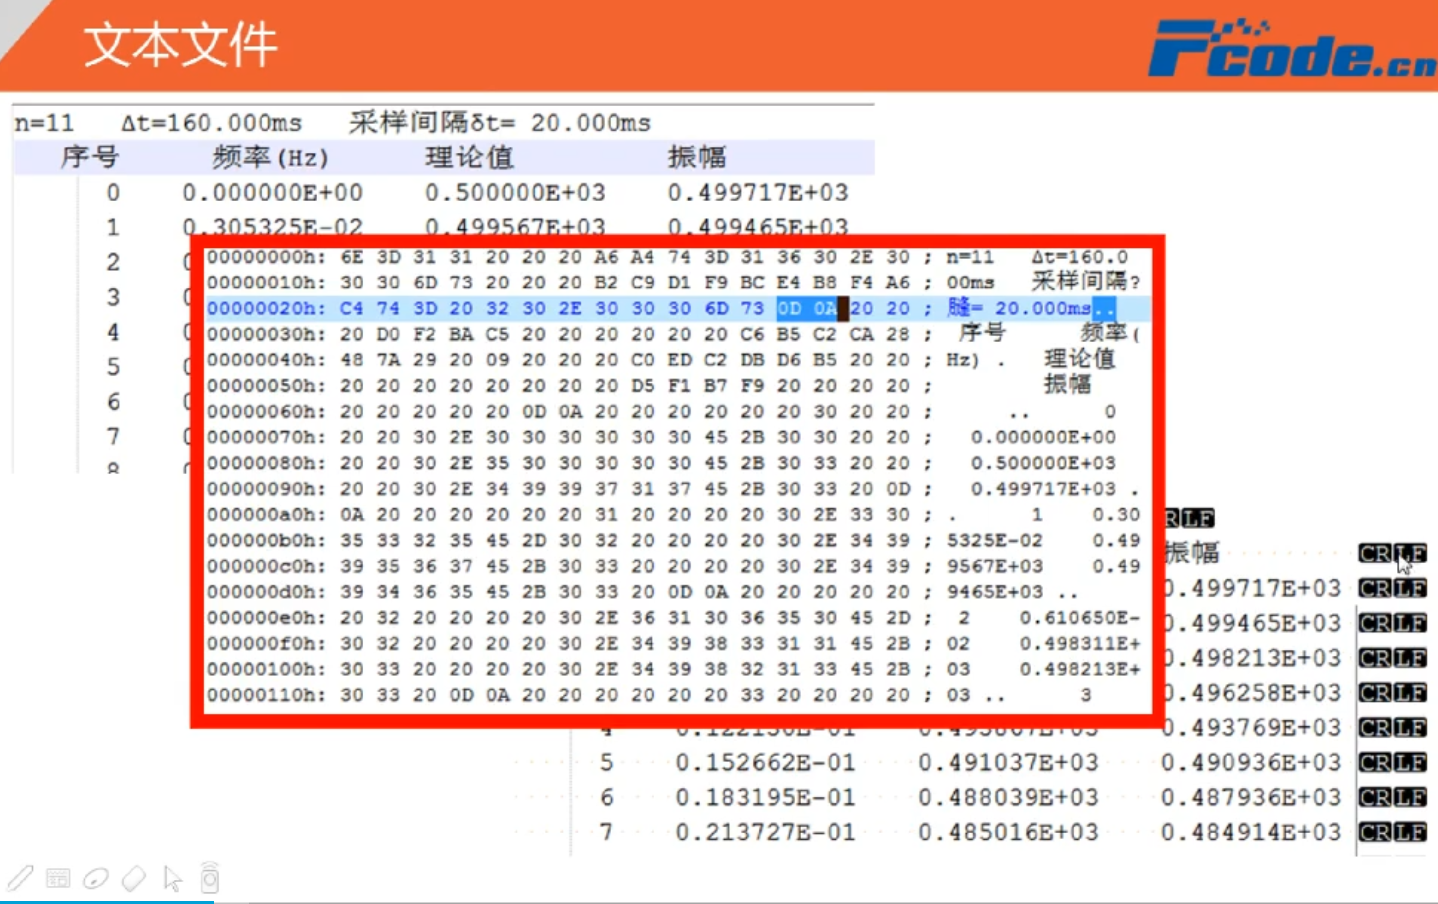 文本文件
Fcode.cn
n=11 Δt=160.000ms 采样间隔δt= 20.000ms
序号 频率(Hz) 理论值 振幅
0 0.000000E+00 0.500000E+03 0.499717E+03
1 0.305325E-02 0.499567E+03 0.499465E+03
2
3
4
5
6
7
8
00000000h: 6E 3D 31 31 20 20 20 A6 A4 74 3D 31 36 30 2E 30 ; n=11 Δt=160.0
00000010h: 30 30 6D 73 20 20 20 B2 C9 D1 F9 BC E4 B8 F4 A6 ; 00ms 采样间隔?
00000020h: C4 74 3D 20 32 30 2E 30 30 30 6D 73 0D 0A 20 20 ; 膖= 20.000ms..
00000030h: 20 D0 F2 BA C5 20 20 20 20 20 20 C6 B5 C2 CA 28 ; 序号 频率(
00000040h: 48 7A 29 20 09 20 20 20 C0 ED C2 DB D6 B5 20 20 ; Hz) . 理论值
00000050h: 20 20 20 20 20 20 20 20 D5 F1 B7 F9 20 20 20 20 ; 振幅
00000060h: 20 20 20 20 20 0D 0A 20 20 20 20 20 20 30 20 20 ; .. 0
00000070h: 20 20 30 2E 30 30 30 30 30 30 45 2B 30 30 20 20 ; 0.000000E+00
00000080h: 20 20 30 2E 35 30 30 30 30 30 45 2B 30 33 20 20 ; 0.500000E+03
00000090h: 20 20 30 2E 34 39 39 37 31 37 45 2B 30 33 20 0D ; 0.499717E+03 .
000000a0h: 0A 20 20 20 20 20 20 31 20 20 20 20 30 2E 33 30 ; . 1 0.30
000000b0h: 35 33 32 35 45 2D 30 32 20 20 20 20 30 2E 34 39 ; 5325E-02 0.49
000000c0h: 39 35 36 37 45 2B 30 33 20 20 20 20 30 2E 34 39 ; 9567E+03 0.49
000000d0h: 39 34 36 35 45 2B 30 33 20 0D 0A 20 20 20 20 20 ; 9465E+03 ..
000000e0h: 20 32 20 20 20 20 30 2E 36 31 30 36 35 30 45 2D ; 2 0.610650E-
000000f0h: 30 32 20 20 20 20 30 2E 34 39 38 33 31 31 45 2B ; 02 0.498311E+
00000100h: 30 33 20 20 20 20 30 2E 34 39 38 32 31 33 45 2B ; 03 0.498213E+
00000110h: 30 33 20 0D 0A 20 20 20 20 20 20 33 20 20 20 20 ; 03 .. 3
LF
振幅 CR LF
0.499717E+03 CR LF
0.499465E+03 CR LF
0.498213E+03 CR LF
0.496258E+03 CR LF
0.493769E+03 CR LF
5 0.152662E-01 0.491037E+03 0.490936E+03 CR LF
6 0.183195E-01 0.488039E+03 0.487936E+03 CR LF
7 0.213727E-01 0.485016E+03 0.484914E+03 CR LF